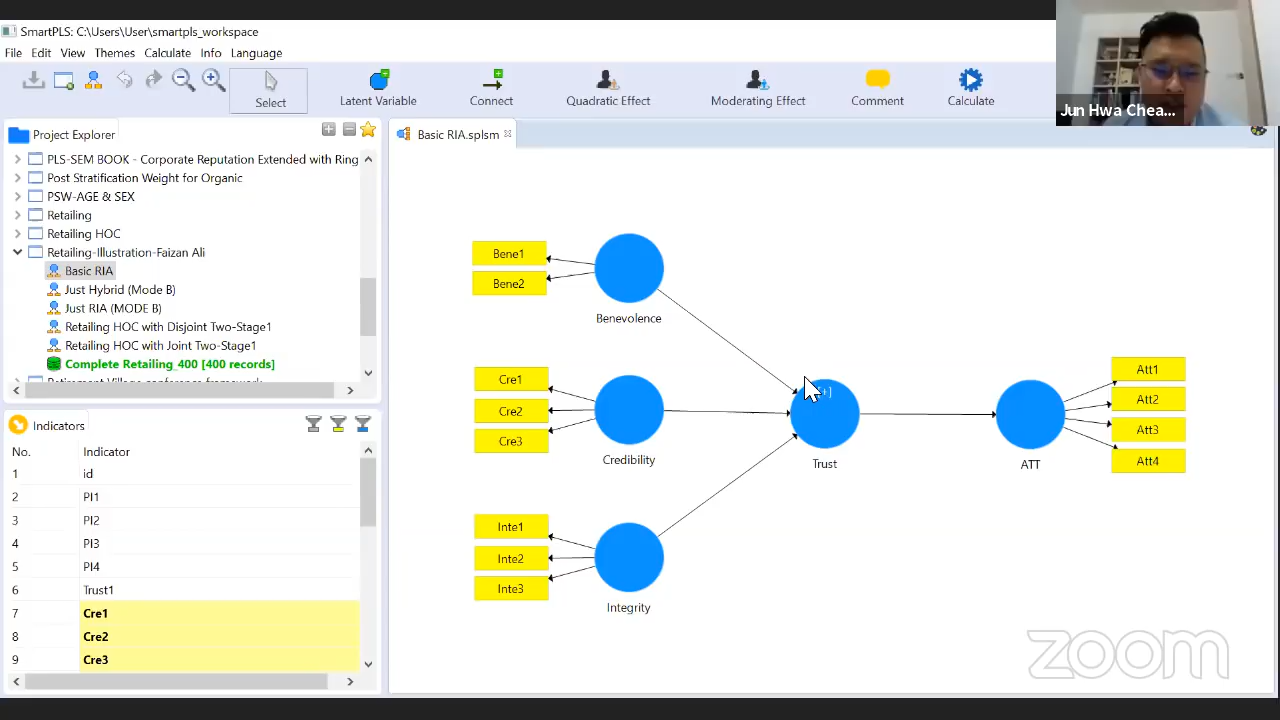 SmartPLS: C:\Users\User\smartpls_workspace
File Edit View Themes Calculate Info Language
Select
Latent Variable
Connect
Quadratic Effect
Moderating Effect
Comment
Calculate
Jun Hwa Chea...
Project Explorer
PLS-SEM BOOK - Corporate Reputation Extended with Ring
Post Stratification Weight for Organic
PSW-AGE & SEX
Retailing
Retailing HOC
Retailing-Illustration-Faizan Ali
Basic RIA
Just Hybrid (Mode B)
Just RIA (MODE B)
Retailing HOC with Disjoint Two-Stage1
Retailing HOC with Joint Two-Stage1
Complete Retailing_400 [400 records]
Retirement Village conference framework
Indicators
No. Indicator
1 id
2 PI1
3 PI2
4 PI3
5 PI4
6 Trust1
7 Cre1
8 Cre2
9 Cre3
Basic RIA.splsm
Bene1
Bene2
Benevolence
Cre1
Cre2
Cre3
Credibility
Inte1
Inte2
Inte3
Integrity
Trust
ATT
Att1
Att2
Att3
Att4
zoom